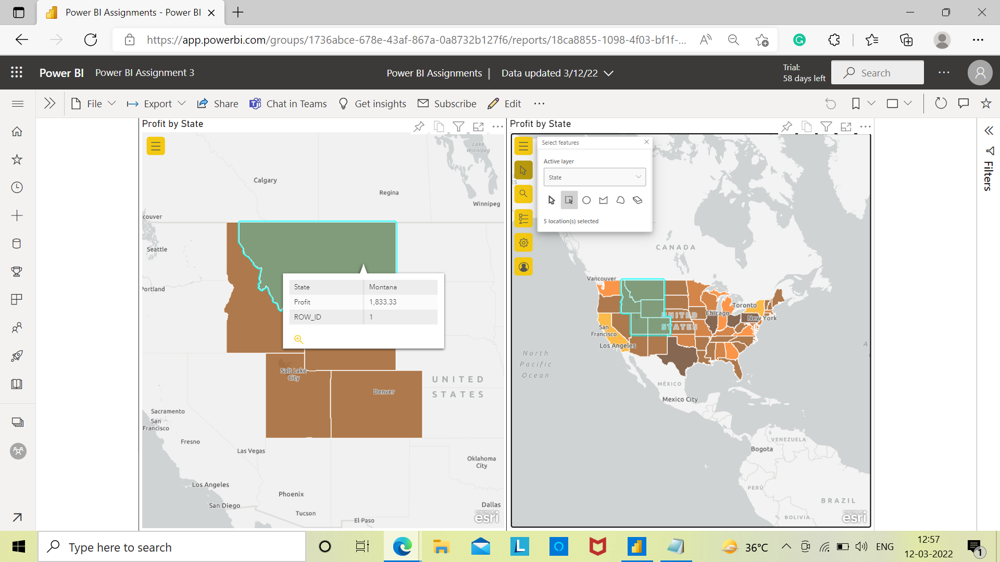 Power BI Assignments - Power BI
https://app.powerbi.com/groups/1736abce-678e-43af-867a-0a8732b127f6/reports/18ca8855-1098-4f03-bf1f-...
Power BI Power BI Assignment 3 Power BI Assignments | Data updated 3/12/22
Trial:
58 days left
Search
File Export Share Chat in Teams Get insights Subscribe Edit
Profit by State
Lake
Winnipeg
Calgary
Regina
Winnipeg
couver
Seattle
Portland
State Montana
Profit 1,833.33
ROW_ID 1
Salt Lake
City
Denver
UNITED
STATES
Sacramento
San
Francisco
Fresno
Las Vegas
Oklahoma
City
Los Angeles
Phoenix
San Diego
Tucson
El Paso
Dallas
POWERED BY
esri
Profit by State
Select features
Active layer
State
5 location(s) selected
ES
CANADA
Vancouver
Toronto
Chicago
New York
UNITED
STATES
San
Francisco
Los Angeles
North
Pacific
Ocean
A
MÉXICO
Mexico City
VENEZUELA
Bogota
PERÚ
BRAZIL
BOLIVIA
POWERED BY
esri
Filters
Type here to search
L
36°C
ENG
12:57
12-03-2022
1